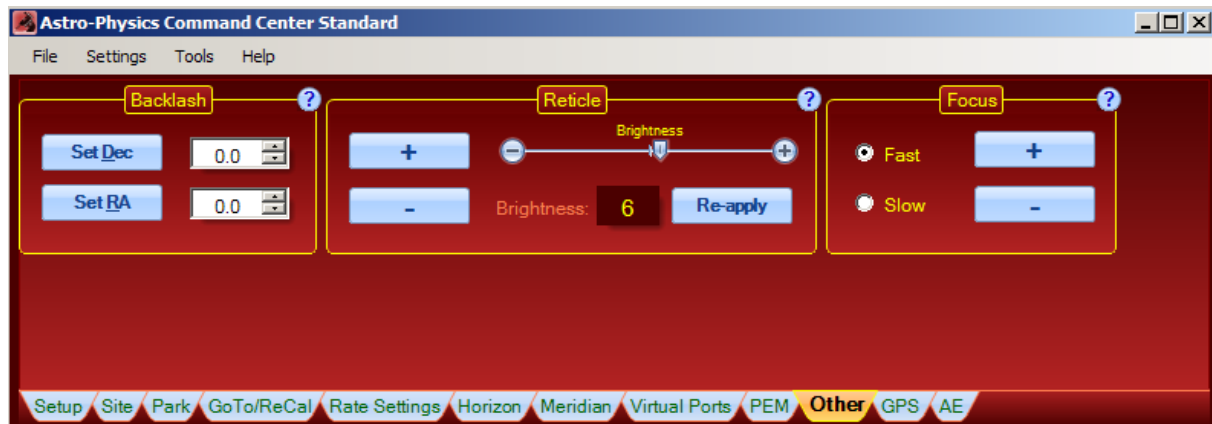 Astro-Physics Command Center Standard
File Settings Tools Help
Backlash ?
Set Dec 0.0
Set RA 0.0
Reticle ?
+
-
Brightness
Brightness: 6 Re-apply
Focus ?
Fast +
Slow -
Setup Site Park GoTo/ReCal Rate Settings Horizon Meridian Virtual Ports PEM Other GPS AE